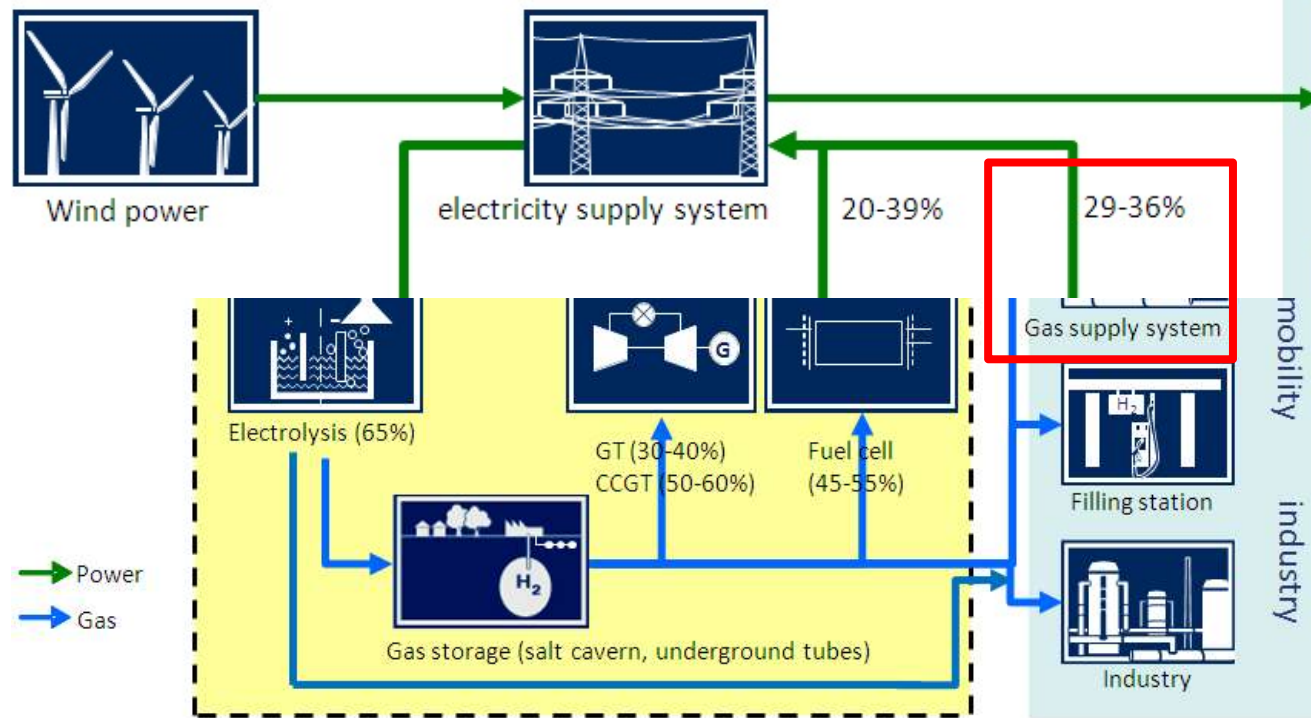 Wind power
electricity supply system
20-39%
29-36%
Gas supply system
mobility
+
-
G
Electrolysis (65%)
GT (30-40%)
CCGT (50-60%)
Fuel cell
(45-55%)
H2
Filling station
industry
Power
Gas
H2
Gas storage (salt cavern, underground tubes)
Industry